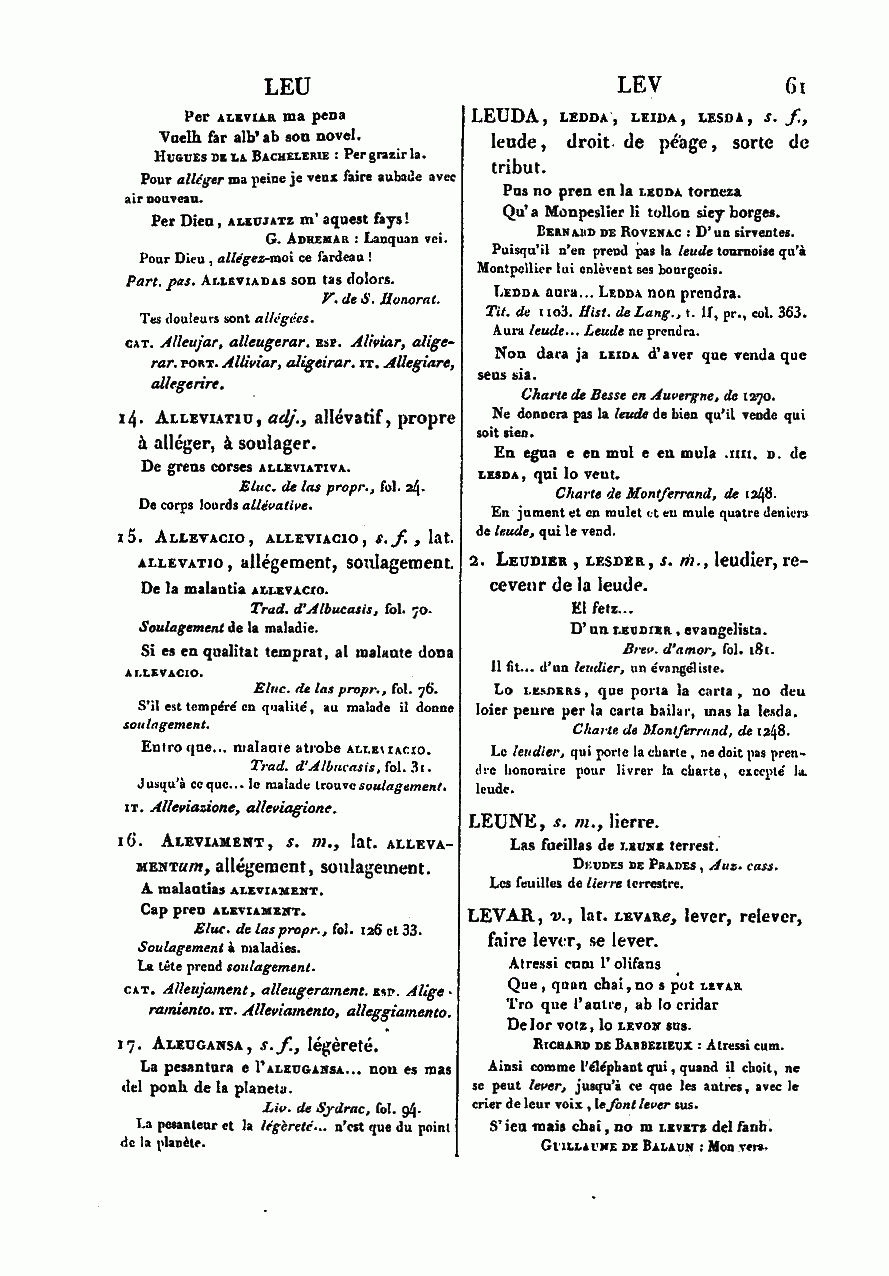 LEU
LEV
61
Per ALEVIAR ma pena
Vuelh far alb' ab son novel.
HUGUES DE LA BACHELERIE : Per grazir la.
Pour alléger ma peine je veux faire aubade avec
air nouveau.
Per Dieu, ALEUJATZ m' aquest fays!
G. ADHEMAR : Lanquan vei.
Pour Dieu, allégez-moi ce fardeau !
Part. pas. ALLEVIADAS son tas dolors.
V. de S. Honorat.
Tes douleurs sont allégées.
CAT. Alleujar, alleugerar. ESP. Aliviar, alige-
rar. PORT. Alliviar, aligeirar. IT. Allegiare,
allegerire.
14. ALLEVIATIU, adj., allévatif, propre
à alléger, à soulager.
De greus corses ALLEVIATIVA.
Eluc. de las propr., fol. 24.
De corps lourds allévative.
15. ALLEVACIO, ALLEVIACIO, s. f., lat.
ALLEVATIO, allégement, soulagement.
De la malantia ALLEVACIO.
Trad. d'Albucasis, fol. 70.
Soulagement de la maladie.
Si es en qualitat temprat, al malaute dona
ALLEVACIO.
Eluc. de las propr., fol. 76.
S'il est tempéré en qualité, au malade il donne
soulagement.
Entro que... malaute atrobe ALLEVIACIO.
Trad. d'Albucasis, fol. 31.
Jusqu'à ce que... le malade trouve soulagement.
IT. Alleviazione, alleviagione.
16. ALEVIAMENT, s. m., lat. ALLEVA-
MENTum, allégement, soulagement.
A malautias ALEVIAMENT.
Cap pren ALEVIAMENT.
Eluc. de las propr., fol. 126 et 33.
Soulagement à maladies.
La tête prend soulagement.
CAT. Alleujament, alleugerament. ESP. Alige-
ramiento. IT. Alleviamento, alleggiamento.
17. ALEUGANSA, s. f., légèreté.
La pesantura e l'ALEUGANSA... non es mas
del ponh de la planeta.
Liv. de Sydrac, fol. 94.
La pesanteur et la légèreté... n'est que du point
de la planète.
LEUDA, LEDDA, LEIDA, LESDA, s. f.,
leude, droit de péage, sorte de
tribut.
Pus no pren en la LEUDA torneza
Qu'a Monpeslier li tollon siey borges.
BERNARD DE ROVENAC : D'un sirventes.
Puisqu'il n'en prend pas la leude tournoise qu'à
Montpellier lui enlèvent ses bourgeois.
LEDDA aura... LEDDA non prendra.
Tit. de 1103. Hist. de Lang., t. II, pr., col. 363.
Aura leude... Leude ne prendra.
Non dara ja LEIDA d'aver que venda que
seus sia.
Charte de Besse en Auvergne, de 1270.
Ne donnera pas la leude de bien qu'il vende qui
soit sien.
En egua e en mul e en mula .IIII. D. de
LESDA, qui lo vent.
Charte de Montferrand, de 1248.
En jument et en mulet et en mule quatre deniers
de leude, qui le vend.
2. LEUDIER, LESDER, s. m., leudier, re-
ceveur de la leude.
El fetz...
D'un LEUDIER, evangelista.
Brev. d'amor, fol. 181.
Il fit... d'un leudier, un évangéliste.
Lo LESDERS, que porta la carta, no deu
loier penre per la carta bailar, mas la lesda.
Charte de Montferrand, de 1248.
Le leudier, qui porte la charte, ne doit pas pren-
dre honoraire pour livrer la charte, excepté la
leude.
LEUNE, s. m., lierre.
Las fueillas de LEUNE terrest.
DEUDES DE PRADES, Auz. cass.
Les feuilles de lierre terrestre.
LEVAR, v., lat. LEVARe, lever, relever,
faire lever, se lever.
Atressi cum l'olifans
Que, quan chai, no s pot LEVAR
Tro que l'autre, ab lo cridar
De lor votz, lo LEVON sus.
RICHARD DE BARBEZIEUX : Atressi cum.
Ainsi comme l'éléphant qui, quand il choit, ne
se peut lever, jusqu'à ce que les autres, avec le
crier de leur voix, le font lever sus.
S'ieu mais chai, no m LEVETZ del fanh.
GUILLAUME DE BALAUN : Mon vers.